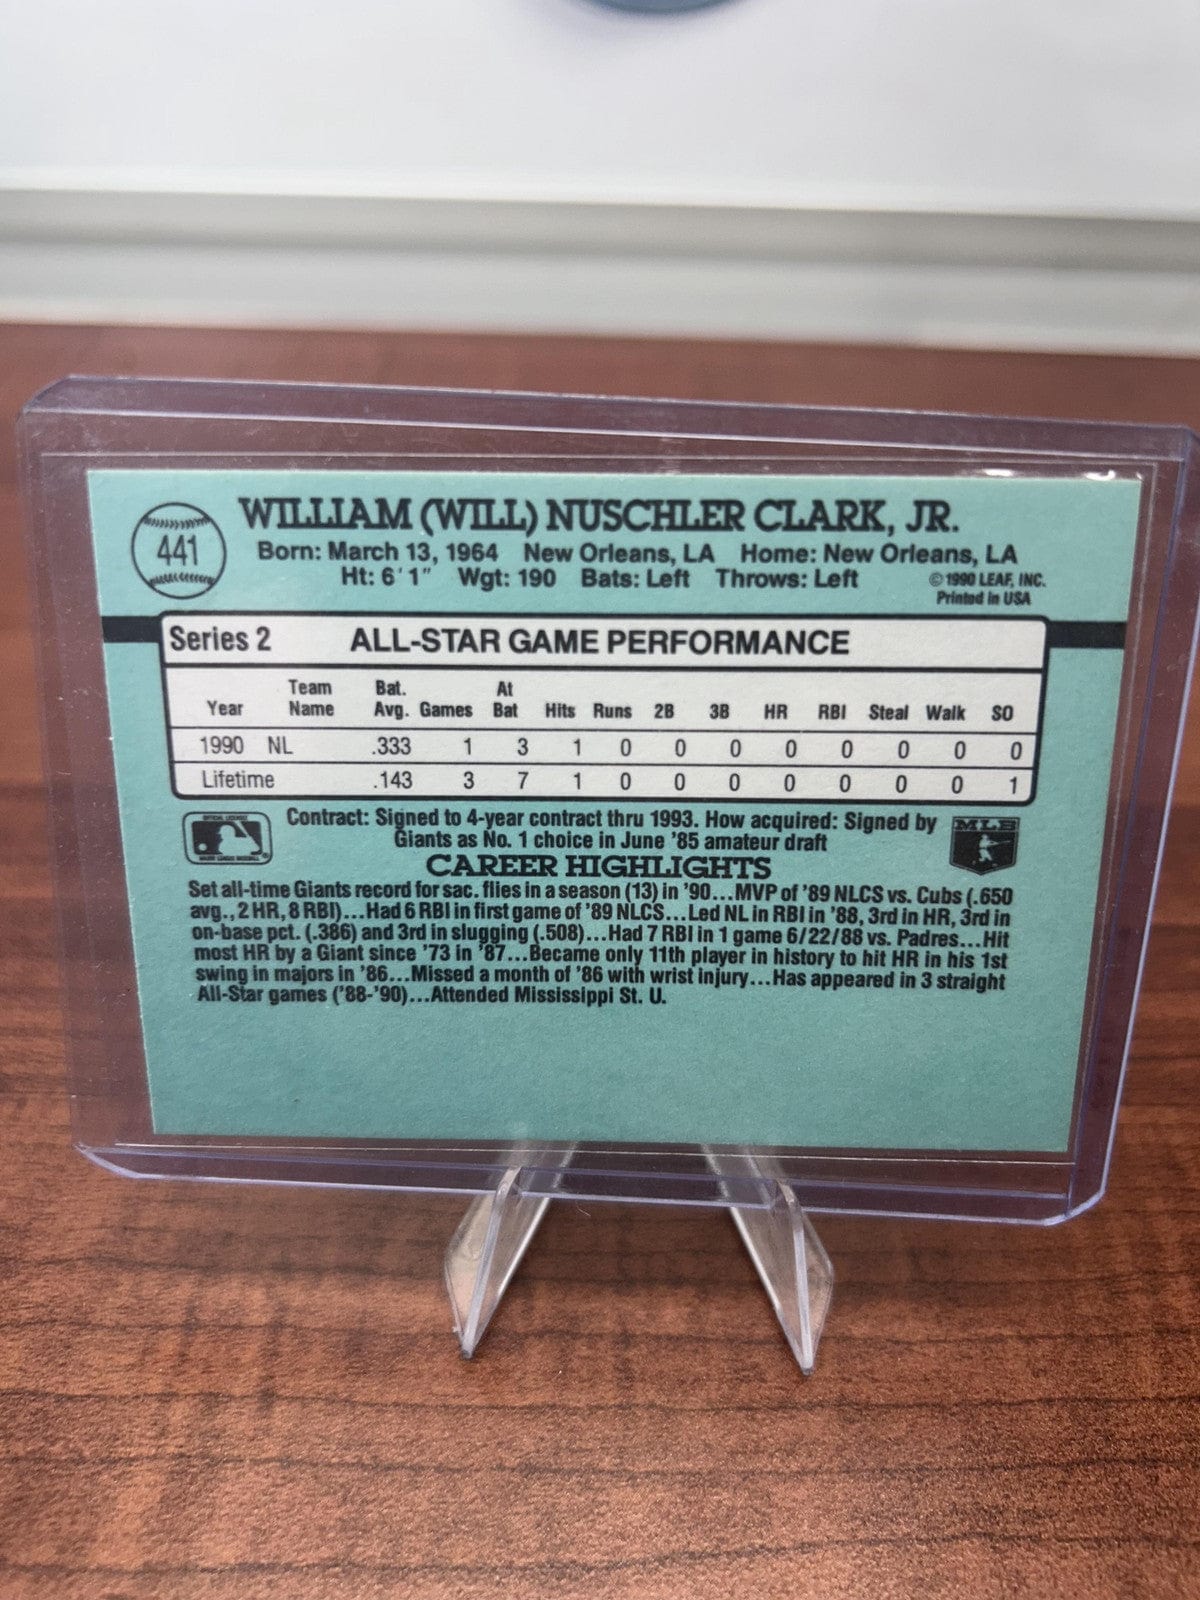 441
WILLIAM (WILL) NUSCHLER CLARK, JR.
Born: March 13, 1964 New Orleans, LA Home: New Orleans, LA
Ht: 6'1" Wgt: 190 Bats: Left Throws: Left
©1990 LEAF, INC.
Printed in USA
Series 2 ALL-STAR GAME PERFORMANCE
Year Team Name Bat. Avg. Games At Bat Hits Runs 2B 3B HR RBI Steal Walk SO
1990 NL .333 1 3 1 0 0 0 0 0 0 0 0
Lifetime .143 3 7 1 0 0 0 0 0 0 0 1
Contract: Signed to 4-year contract thru 1993. How acquired: Signed by
Giants as No. 1 choice in June '85 amateur draft
MLB
CAREER HIGHLIGHTS
Set all-time Giants record for sac. flies in a season (13) in '90...MVP of '89 NLCS vs. Cubs (.650
avg., 2 HR, 8 RBI)...Had 6 RBI in first game of '89 NLCS...Led NL in RBI in '88, 3rd in HR, 3rd in
on-base pct. (.386) and 3rd in slugging (.508)...Had 7 RBI in 1 game 6/22/88 vs. Padres...Hit
most HR by a Giant since '73 in '87...Became only 11th player in history to hit HR in his 1st
swing in majors in '86...Missed a month of '86 with wrist injury...Has appeared in 3 straight
All-Star games ('88-'90)...Attended Mississippi St. U.